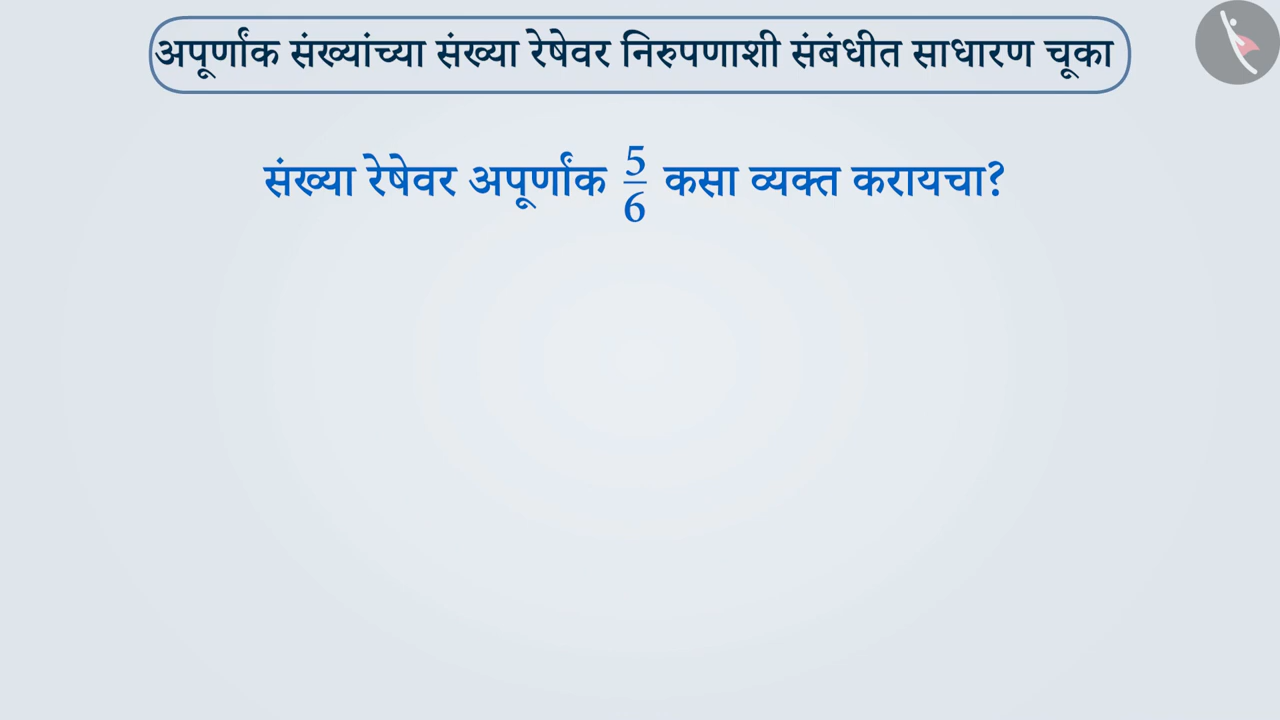 अपूर्णांक संख्यांच्या संख्या रेषेवर निरुपणाशी संबंधीत साधारण चूका
संख्या रेषेवर अपूर्णांक 5/6 कसा व्यक्त करायचा?